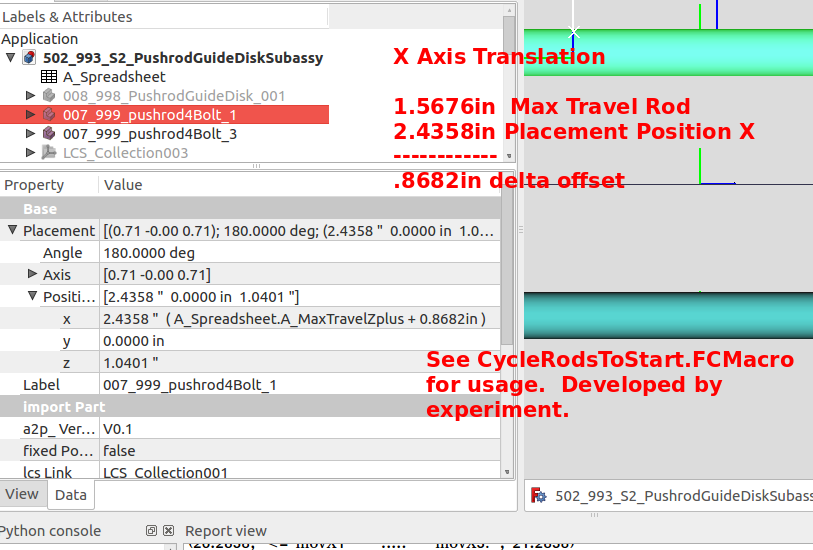 Labels & Attributes
Application
502_993_S2_PushrodGuideDiskSubassy
A_Spreadsheet
008_998_PushrodGuideDisk_001
007_999_pushrod4Bolt_1
007_999_pushrod4Bolt_3
LCS_Collection003
X Axis Translation
1.5676in  Max Travel Rod
2.4358in Placement Position X
------------
.8682in delta offset
Property Value
Base
Placement [(0.71 -0.00 0.71); 180.0000 deg; (2.4358 "  0.0000 in  1.0...
Angle 180.0000 deg
Axis [0.71 -0.00 0.71]
Positi... [2.4358 "  0.0000 in  1.0401 "]
x 2.4358 "  ( A_Spreadsheet.A_MaxTravelZplus + 0.8682in )
y 0.0000 in
z 1.0401 "
Label 007_999_pushrod4Bolt_1
import Part
a2p_ Ver... V0.1
fixed Po... false
lcs Link LCS_Collection001
See CycleRodsToStart.FCMacro
for usage.  Developed by
experiment.
View Data
502_993_S2_PushrodGuideDiskSubass
Python console Report view